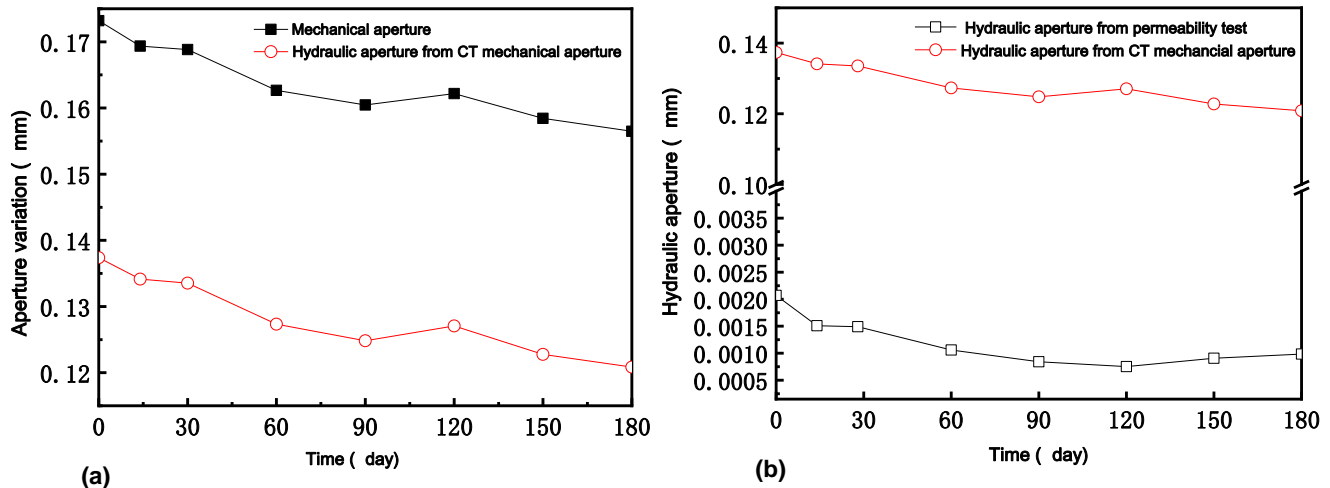 Mechanical aperture
Hydraulic aperture from CT mechanical aperture
Aperture variation ( mm)
0.17
0.16
0.15
0.14
0.13
0.12
0 30 60 90 120 150 180
Time ( day)
(a)
Hydraulic aperture from permeability test
Hydraulic aperture from CT mechancial aperture
Hydraulic aperture ( mm)
0.14
0.12
0.10
0.0035
0.0030
0.0025
0.0020
0.0015
0.0010
0.0005
0 30 60 90 120 150 180
Time ( day)
(b)